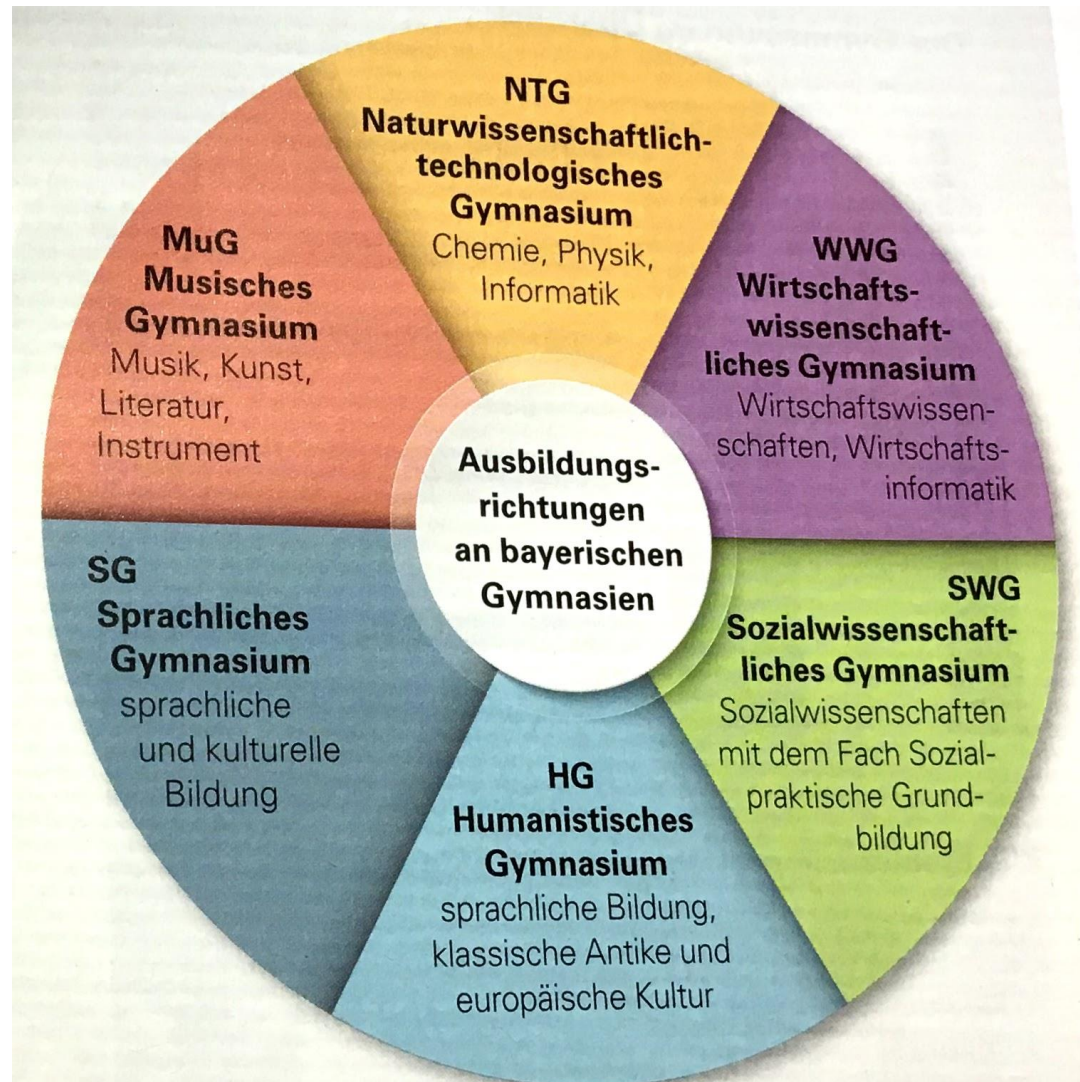 NTG
Naturwissenschaftlich-
technologisches
Gymnasium
Chemie, Physik,
Informatik
WWG
Wirtschafts-
wissenschaft-
liches Gymnasium
Wirtschaftswissen-
schaften, Wirtschafts-
informatik
SWG
Sozialwissenschaft-
liches Gymnasium
Sozialwissenschaften
mit dem Fach Sozial-
praktische Grund-
bildung
HG
Humanistisches
Gymnasium
sprachliche Bildung,
klassische Antike und
europäische Kultur
SG
Sprachliches
Gymnasium
sprachliche
und kulturelle
Bildung
MuG
Musisches
Gymnasium
Musik, Kunst,
Literatur,
Instrument
Ausbildungs-
richtungen
an bayerischen
Gymnasien